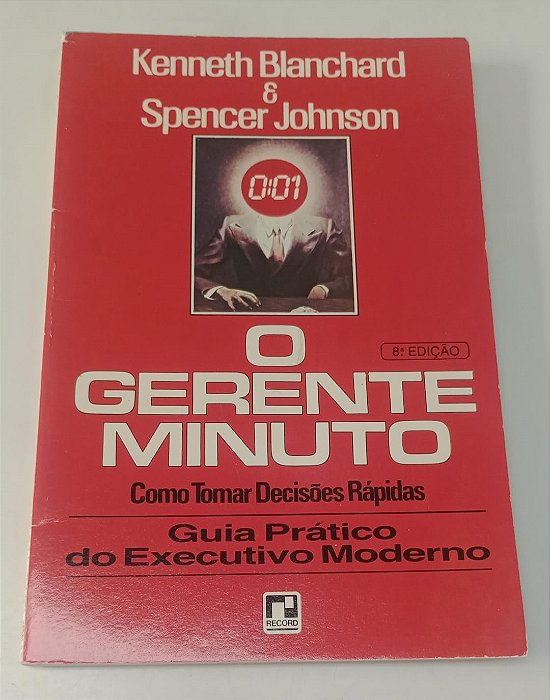 Kenneth Blanchard
&
Spencer Johnson
0:01
O
8ª EDIÇÃO
GERENTE
MINUTO
Como Tomar Decisões Rápidas
Guia Prático
do Executivo Moderno
RECORD